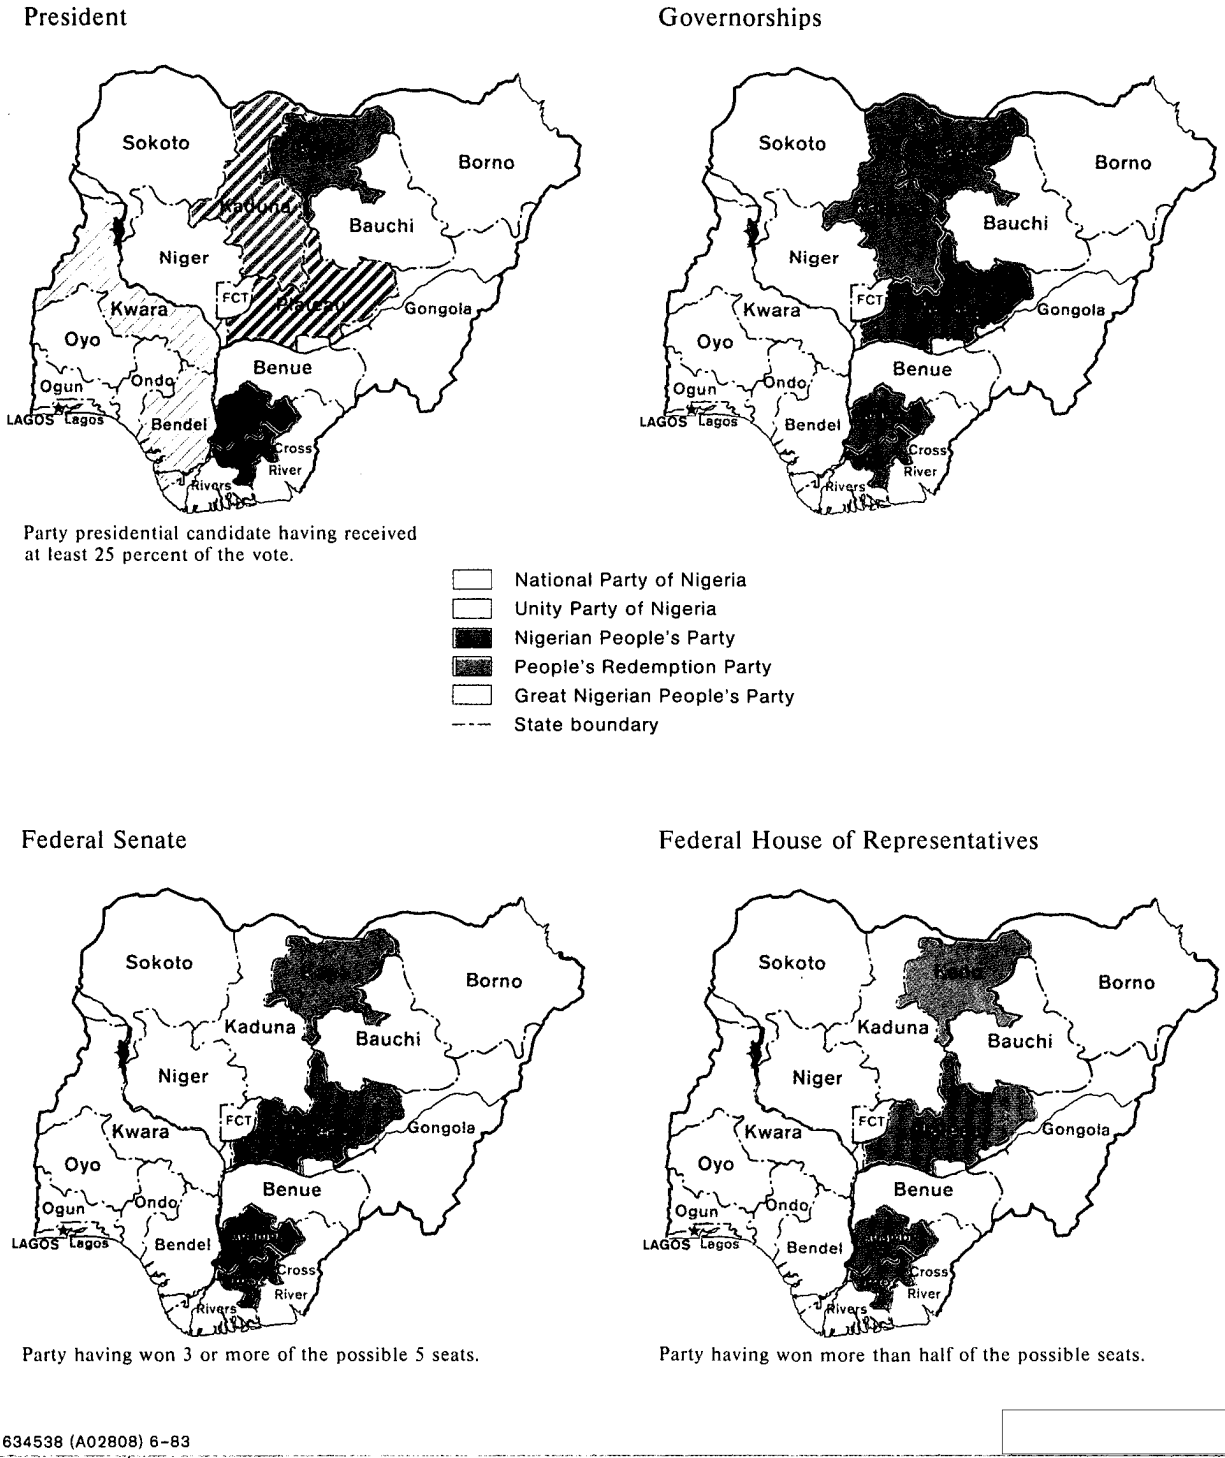 President
Sokoto
Borno
Kaduna
Bauchi
Niger
FCT
Plateau
Gongola
Kwara
Oyo
Benue
Ogun
Ondo
Bendel
LAGOS
Lagos
Cross
River
Rivers
Party presidential candidate having received
at least 25 percent of the vote.
Governorships
Sokoto
Borno
Bauchi
Niger
FCT
Gongola
Kwara
Oyo
Benue
Ogun
Ondo
Bendel
LAGOS
Lagos
Cross
River
Rivers
National Party of Nigeria
Unity Party of Nigeria
Nigerian People's Party
People's Redemption Party
Great Nigerian People's Party
State boundary
Federal Senate
Sokoto
Borno
Kaduna
Bauchi
Niger
FCT
Gongola
Kwara
Oyo
Benue
Ogun
Ondo
Bendel
LAGOS
Lagos
Cross
River
Rivers
Party having won 3 or more of the possible 5 seats.
Federal House of Representatives
Sokoto
Kano
Borno
Kaduna
Bauchi
Niger
FCT
Gongola
Kwara
Oyo
Benue
Ogun
Ondo
Bendel
LAGOS
Lagos
Cross
River
Rivers
Party having won more than half of the possible seats.
634538 (A02808) 6-83